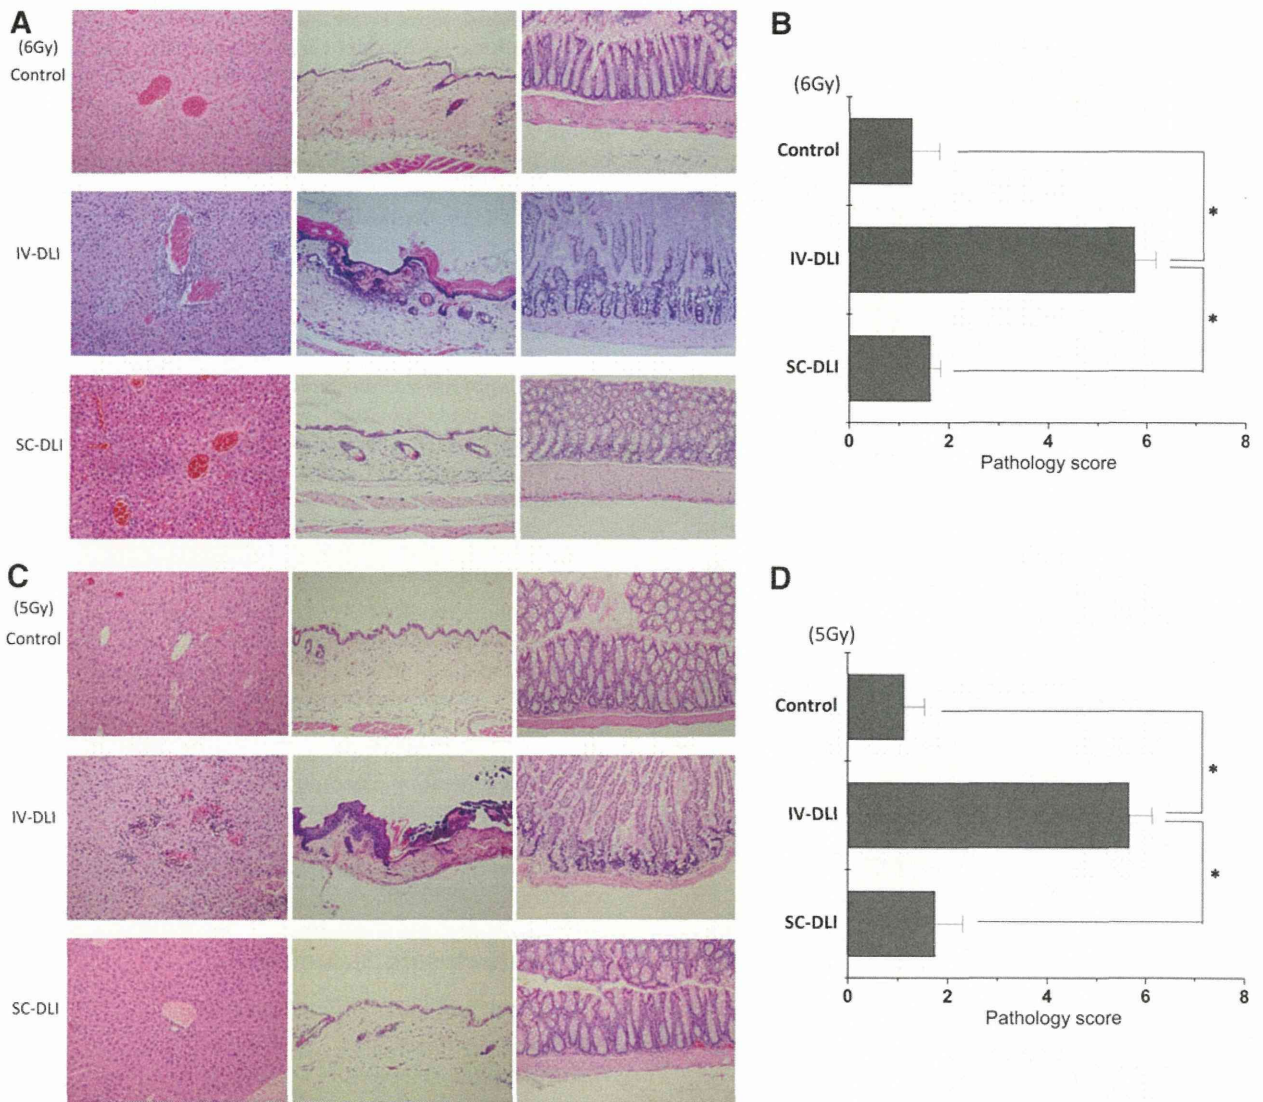 A
(6Gy)
Control
IV-DLI
SC-DLI
B
(6Gy)
Control
IV-DLI
SC-DLI
*
*
0 2 4 6 8
Pathology score
C
(5Gy)
Control
IV-DLI
SC-DLI
D
(5Gy)
Control
IV-DLI
SC-DLI
*
*
0 2 4 6 8
Pathology score